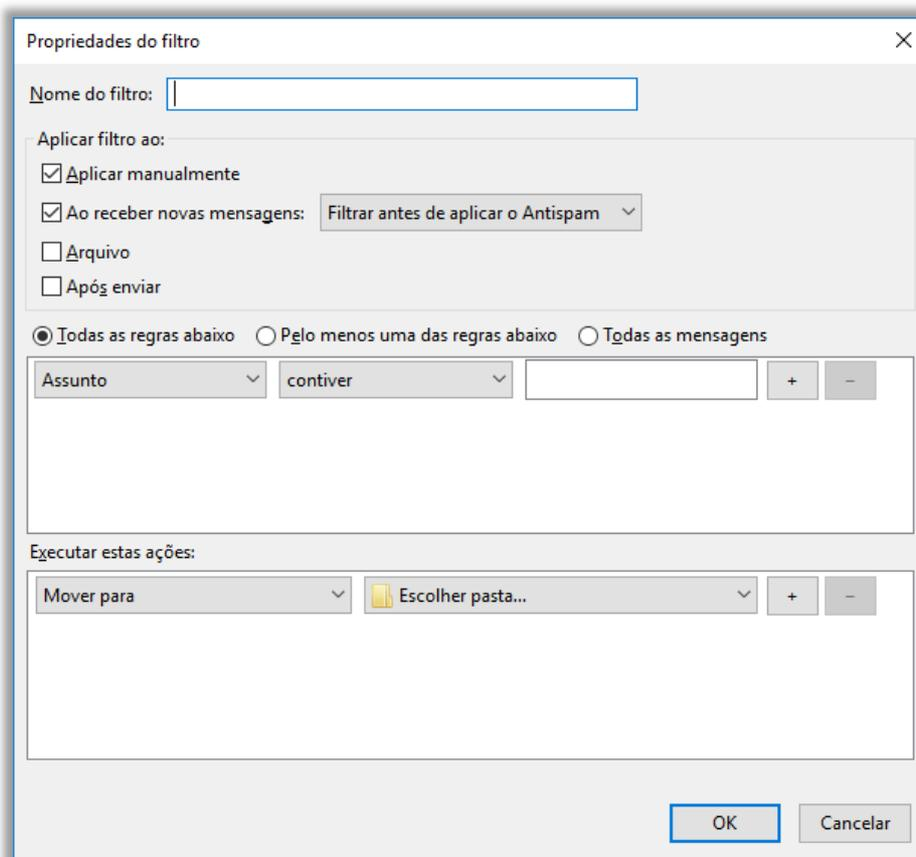 Propriedades do filtro
Nome do filtro:
Aplicar filtro ao:
Aplicar manualmente
Ao receber novas mensagens: Filtrar antes de aplicar o Antispam
Arquivo
Após enviar
Todas as regras abaixo Pelo menos uma das regras abaixo Todas as mensagens
Assunto contiver + −
Executar estas ações:
Mover para Escolher pasta... + −
OK Cancelar